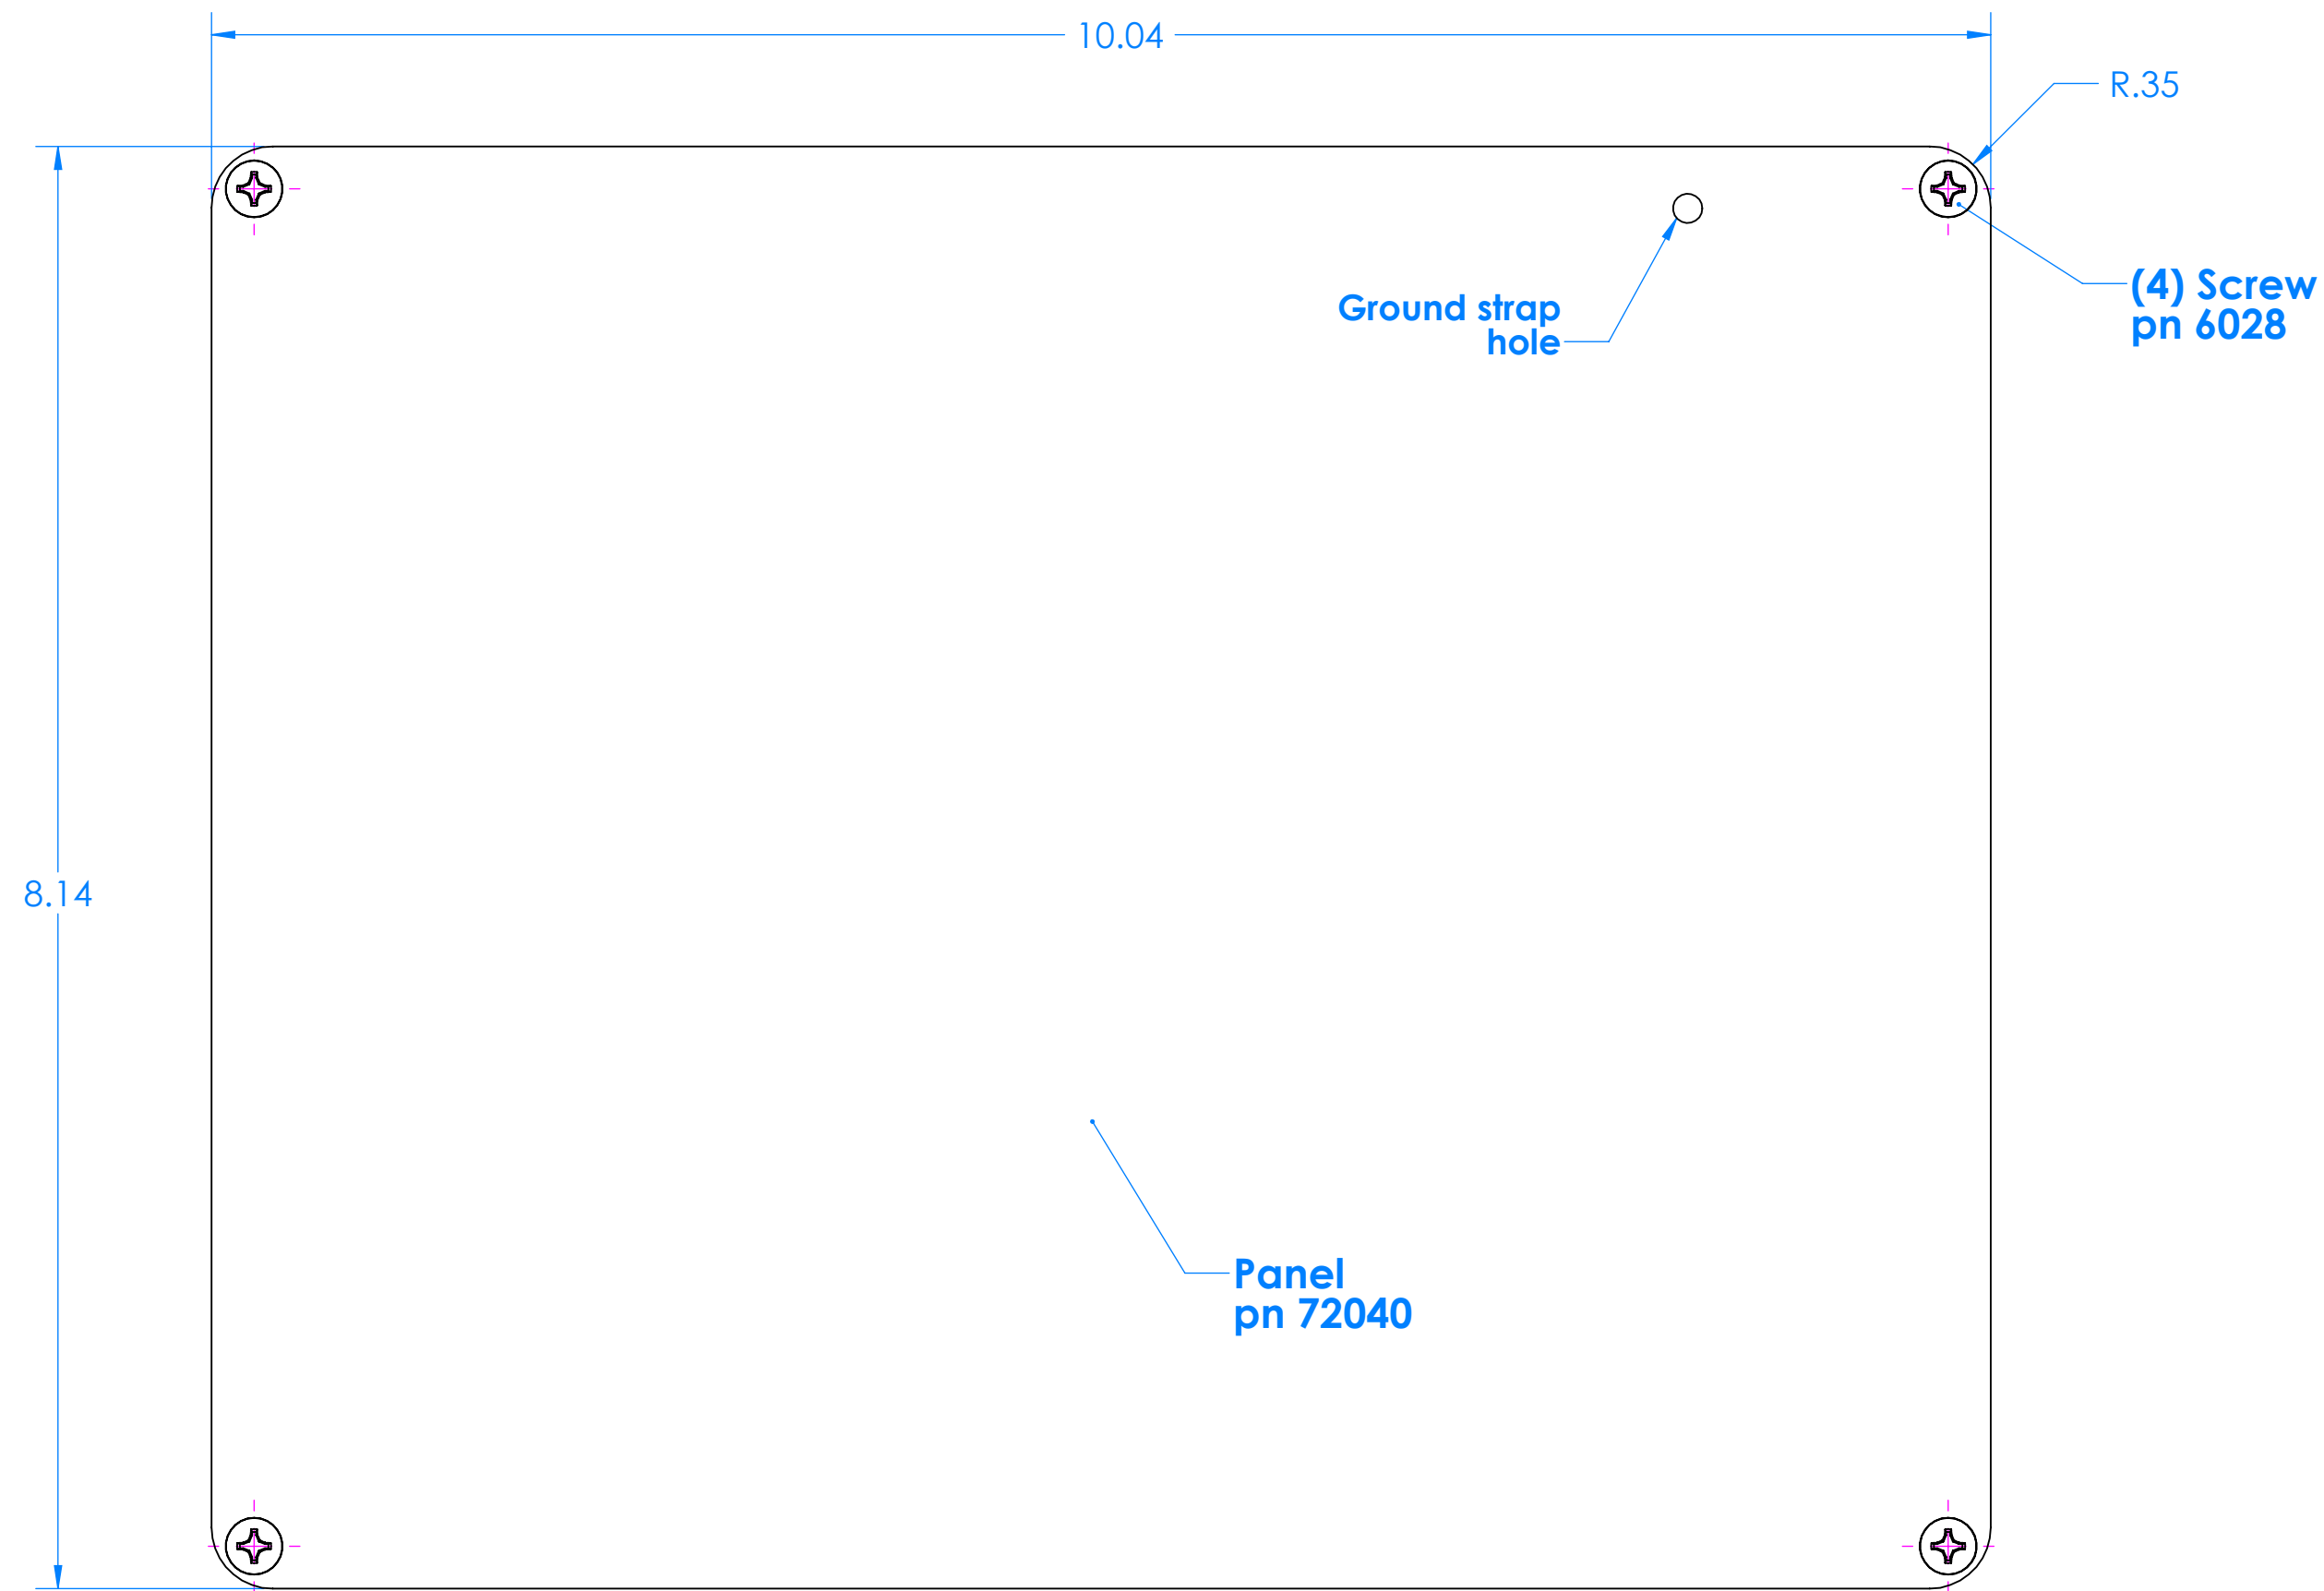 10.04
R.35
Ground strap
hole
(4) Screw
pn 6028
8.14
Panel
pn 72040